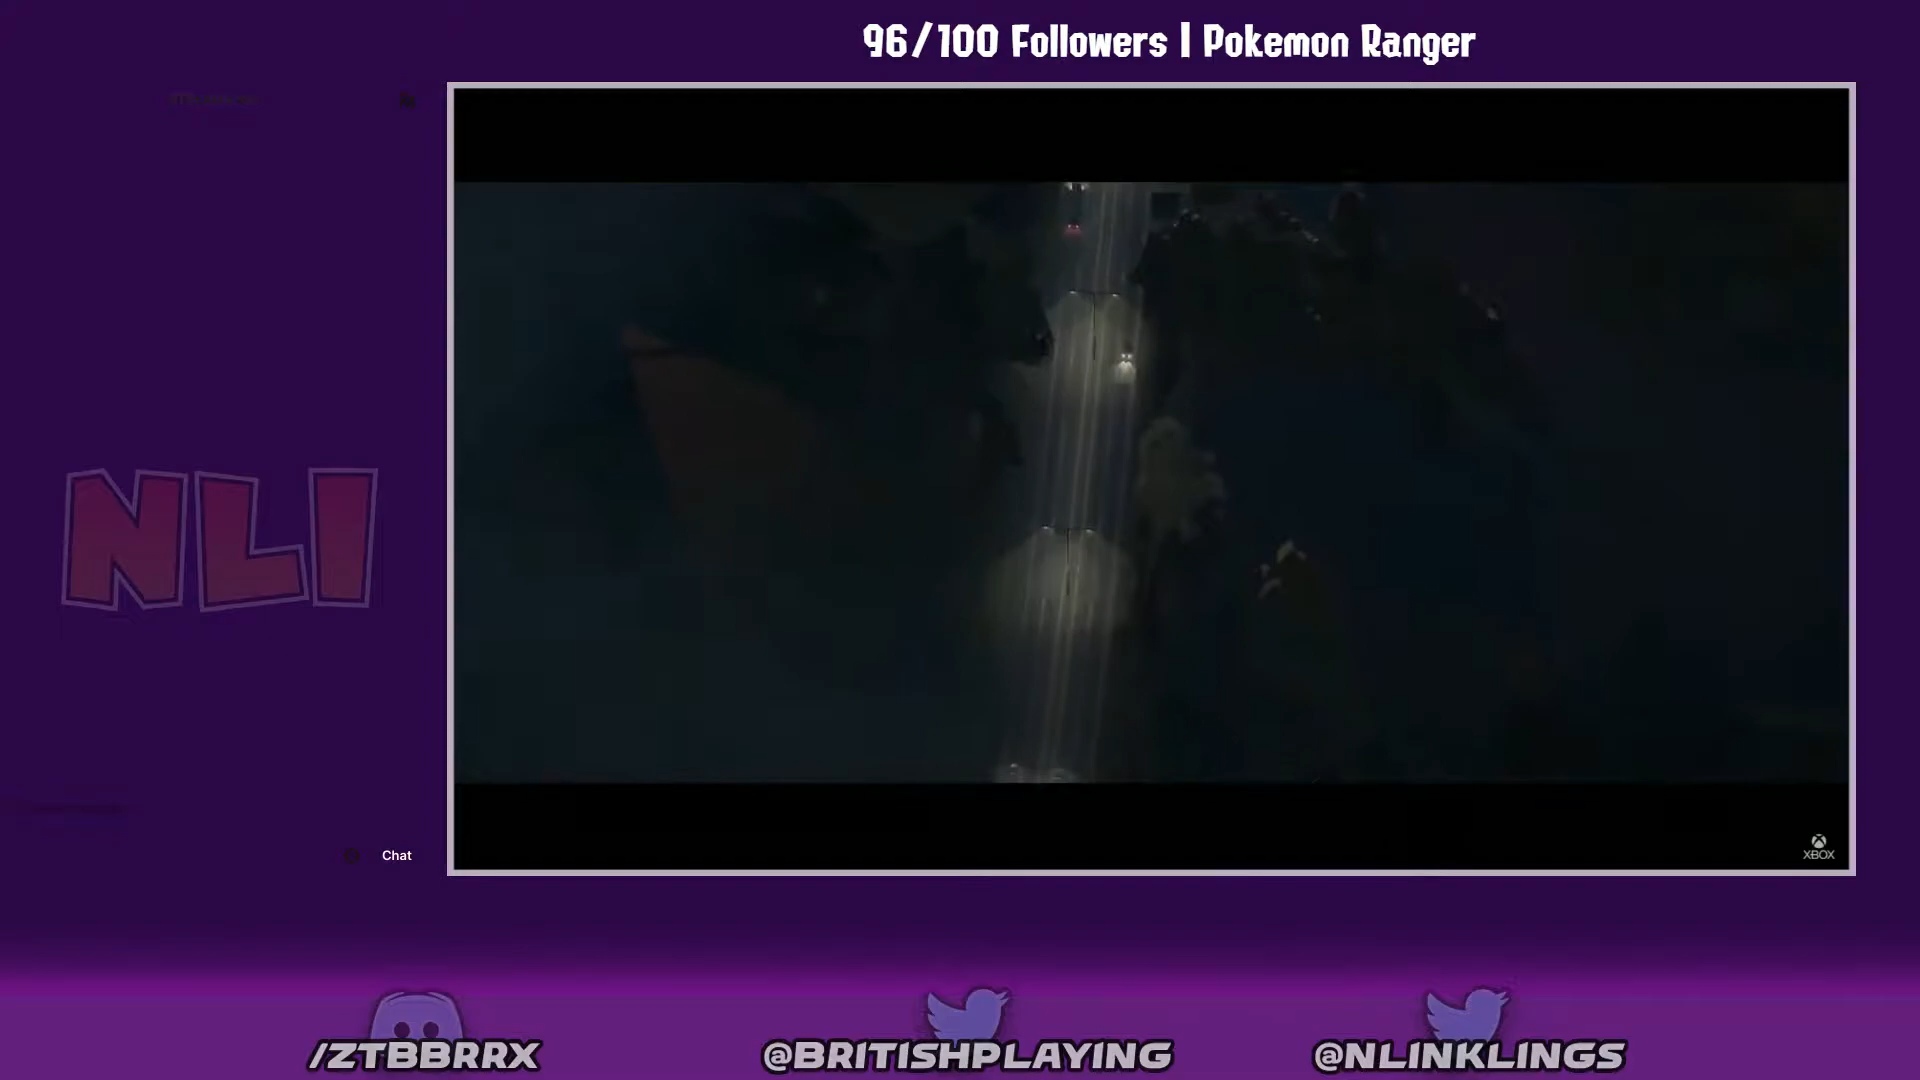 96/100 Followers | Pokemon Ranger
NLI
Chat
XBOX
/ZTBBRRX
@BRITISHPLAYING
@NLINKLINGS